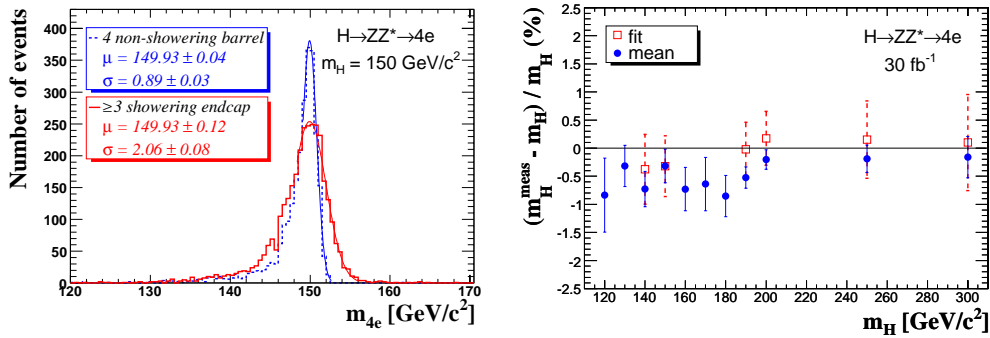 Number of events
400
350
300
250
200
150
100
50
0
4 non-showering barrel
μ = 149.93 ± 0.04
σ = 0.89 ± 0.03
≥3 showering endcap
μ = 149.93 ± 0.12
σ = 2.06 ± 0.08
H→ZZ*→4e
m_H = 150 GeV/c²
120 130 140 150 160 170
m_4e [GeV/c²]
(m_H^meas - m_H) / m_H (%)
2.5
2
1.5
1
0.5
0
-0.5
-1
-1.5
-2
-2.5
fit
mean
H→ZZ*→4e
30 fb⁻¹
120 140 160 180 200 220 240 260 280 300
m_H [GeV/c²]